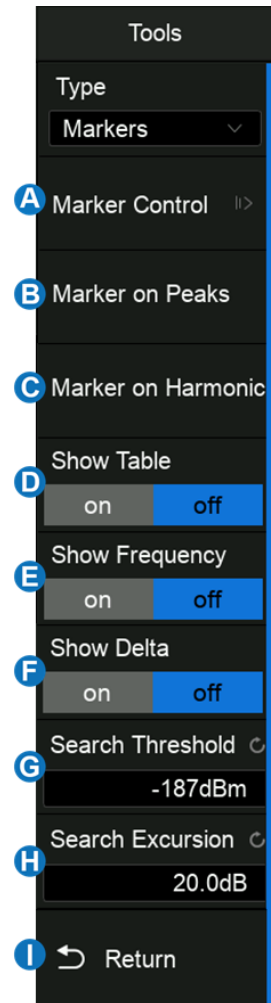 Tools
Type
Markers
A Marker Control
B Marker on Peaks
C Marker on Harmonic
Show Table
D
on off
Show Frequency
E
on off
Show Delta
F
on off
Search Threshold
G
-187dBm
Search Excursion
H
20.0dB
I Return